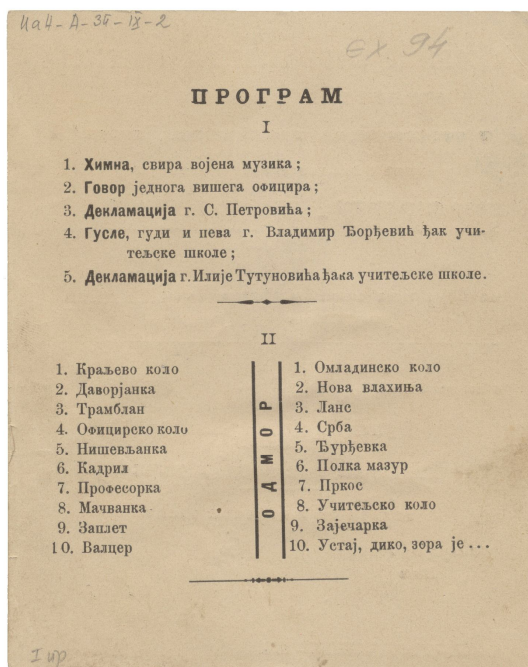 Иа4-А-ЗП-IX-2
ЕХ 94
ПРОГРАМ
I
1. Химна, свира војена музика;
2. Говор једнога вишега официра;
3. Декламација г. С. Петровића;
4. Гусле, гуди и пева г. Владимир Ђорђевић ђак учи-
тељске школе;
5. Декламација г. Илије Тутуновића ђака учитељске школе.
II
1. Краљево коло
2. Даворјанка
3. Трамблан
4. Официрско коло
5. Нишевљанка
6. Кадрил
7. Професорка
8. Мачванка
9. Заплет
10. Валцер
ОДМОР
1. Омладинско коло
2. Нова влахиња
3. Ланс
4. Срба
5. Ђурђевка
6. Полка мазур
7. Пркос
8. Учитељско коло
9. Зајечарка
10. Устај, дико, зора је...